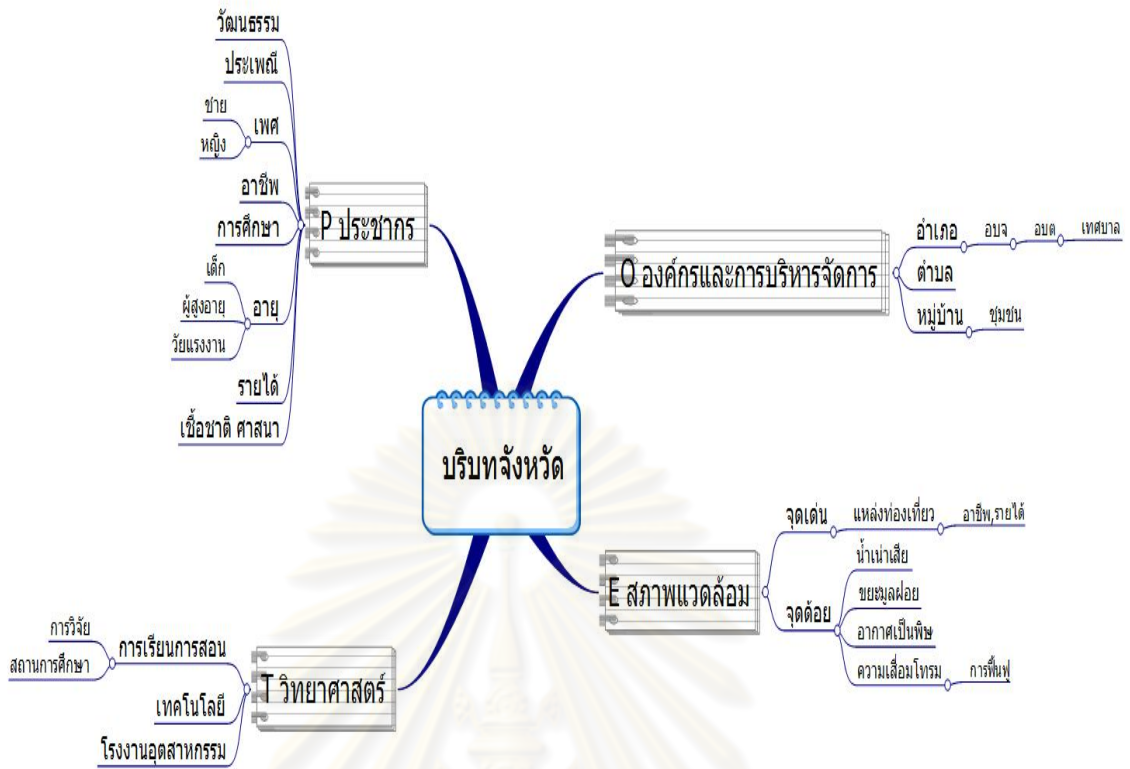 วัฒนธรรม
ประเพณี
ชาย
เพศ
หญิง
อาชีพ
การศึกษา
เด็ก
ผู้สูงอายุ
อายุ
วัยแรงงาน
รายได้
เชื้อชาติ ศาสนา
P ประชากร
O องค์กรและการบริหารจัดการ
อำเภอ
อบจ
อบต
เทศบาล
ตำบล
หมู่บ้าน
ชุมชน
บริบทจังหวัด
E สภาพแวดล้อม
จุดเด่น
แหล่งท่องเที่ยว
อาชีพ,รายได้
จุดด้อย
น้ำเน่าเสีย
ขยะมูลฝอย
อากาศเป็นพิษ
ความเสื่อมโทรม
การฟื้นฟู
T วิทยาศาสตร์
การเรียนการสอน
การวิจัย
สถานการศึกษา
เทคโนโลยี
โรงงานอุตสาหกรรม